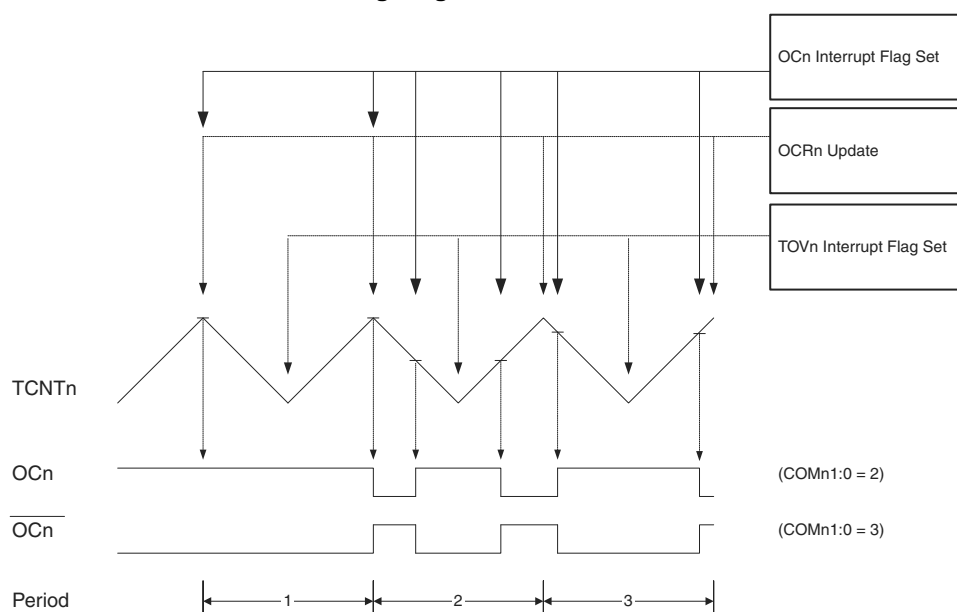 OCn Interrupt Flag Set
OCRn Update
TOVn Interrupt Flag Set
TCNTn
OCn
(COMn1:0 = 2)
OCn
(COMn1:0 = 3)
Period
1
2
3